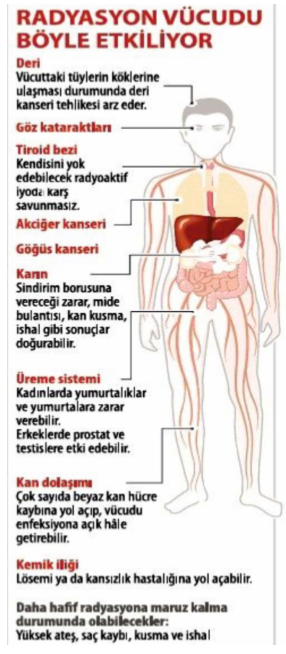 RADYASYON VÜCUDU
BÖYLE ETKİLİYOR
Deri
Vücuttaki tüylerin köklerine
ulaşması durumunda deri
kanseri tehlikesi arz eder.
Göz kataraktları
Tiroid bezi
Kendisini yok
edebilecek radyoaktif
iyoda karş
savunmasız.
Akciğer kanseri
Göğüs kanseri
Karın
Sindirim borusuna
vereceği zarar, mide
bulantısı, kan kusma,
ishal gibi sonuçlar
doğurabilir.
Üreme sistemi
Kadınlarda yumurtalıklar
ve yumurtalara zarar
verebilir.
Erkeklerde prostat ve
testislere etki edebilir.
Kan dolaşımı
Çok sayıda beyaz kan hücre
kaybına yol açıp, vücudu
enfeksiyona açık hâle
getirebilir.
Kemik iliği
Lösemi ya da kansızlık hastalığına yol açabilir.
Daha hafif radyasyona maruz kalma
durumunda olabilecekler:
Yüksek ateş, saç kaybı, kusma ve ishal